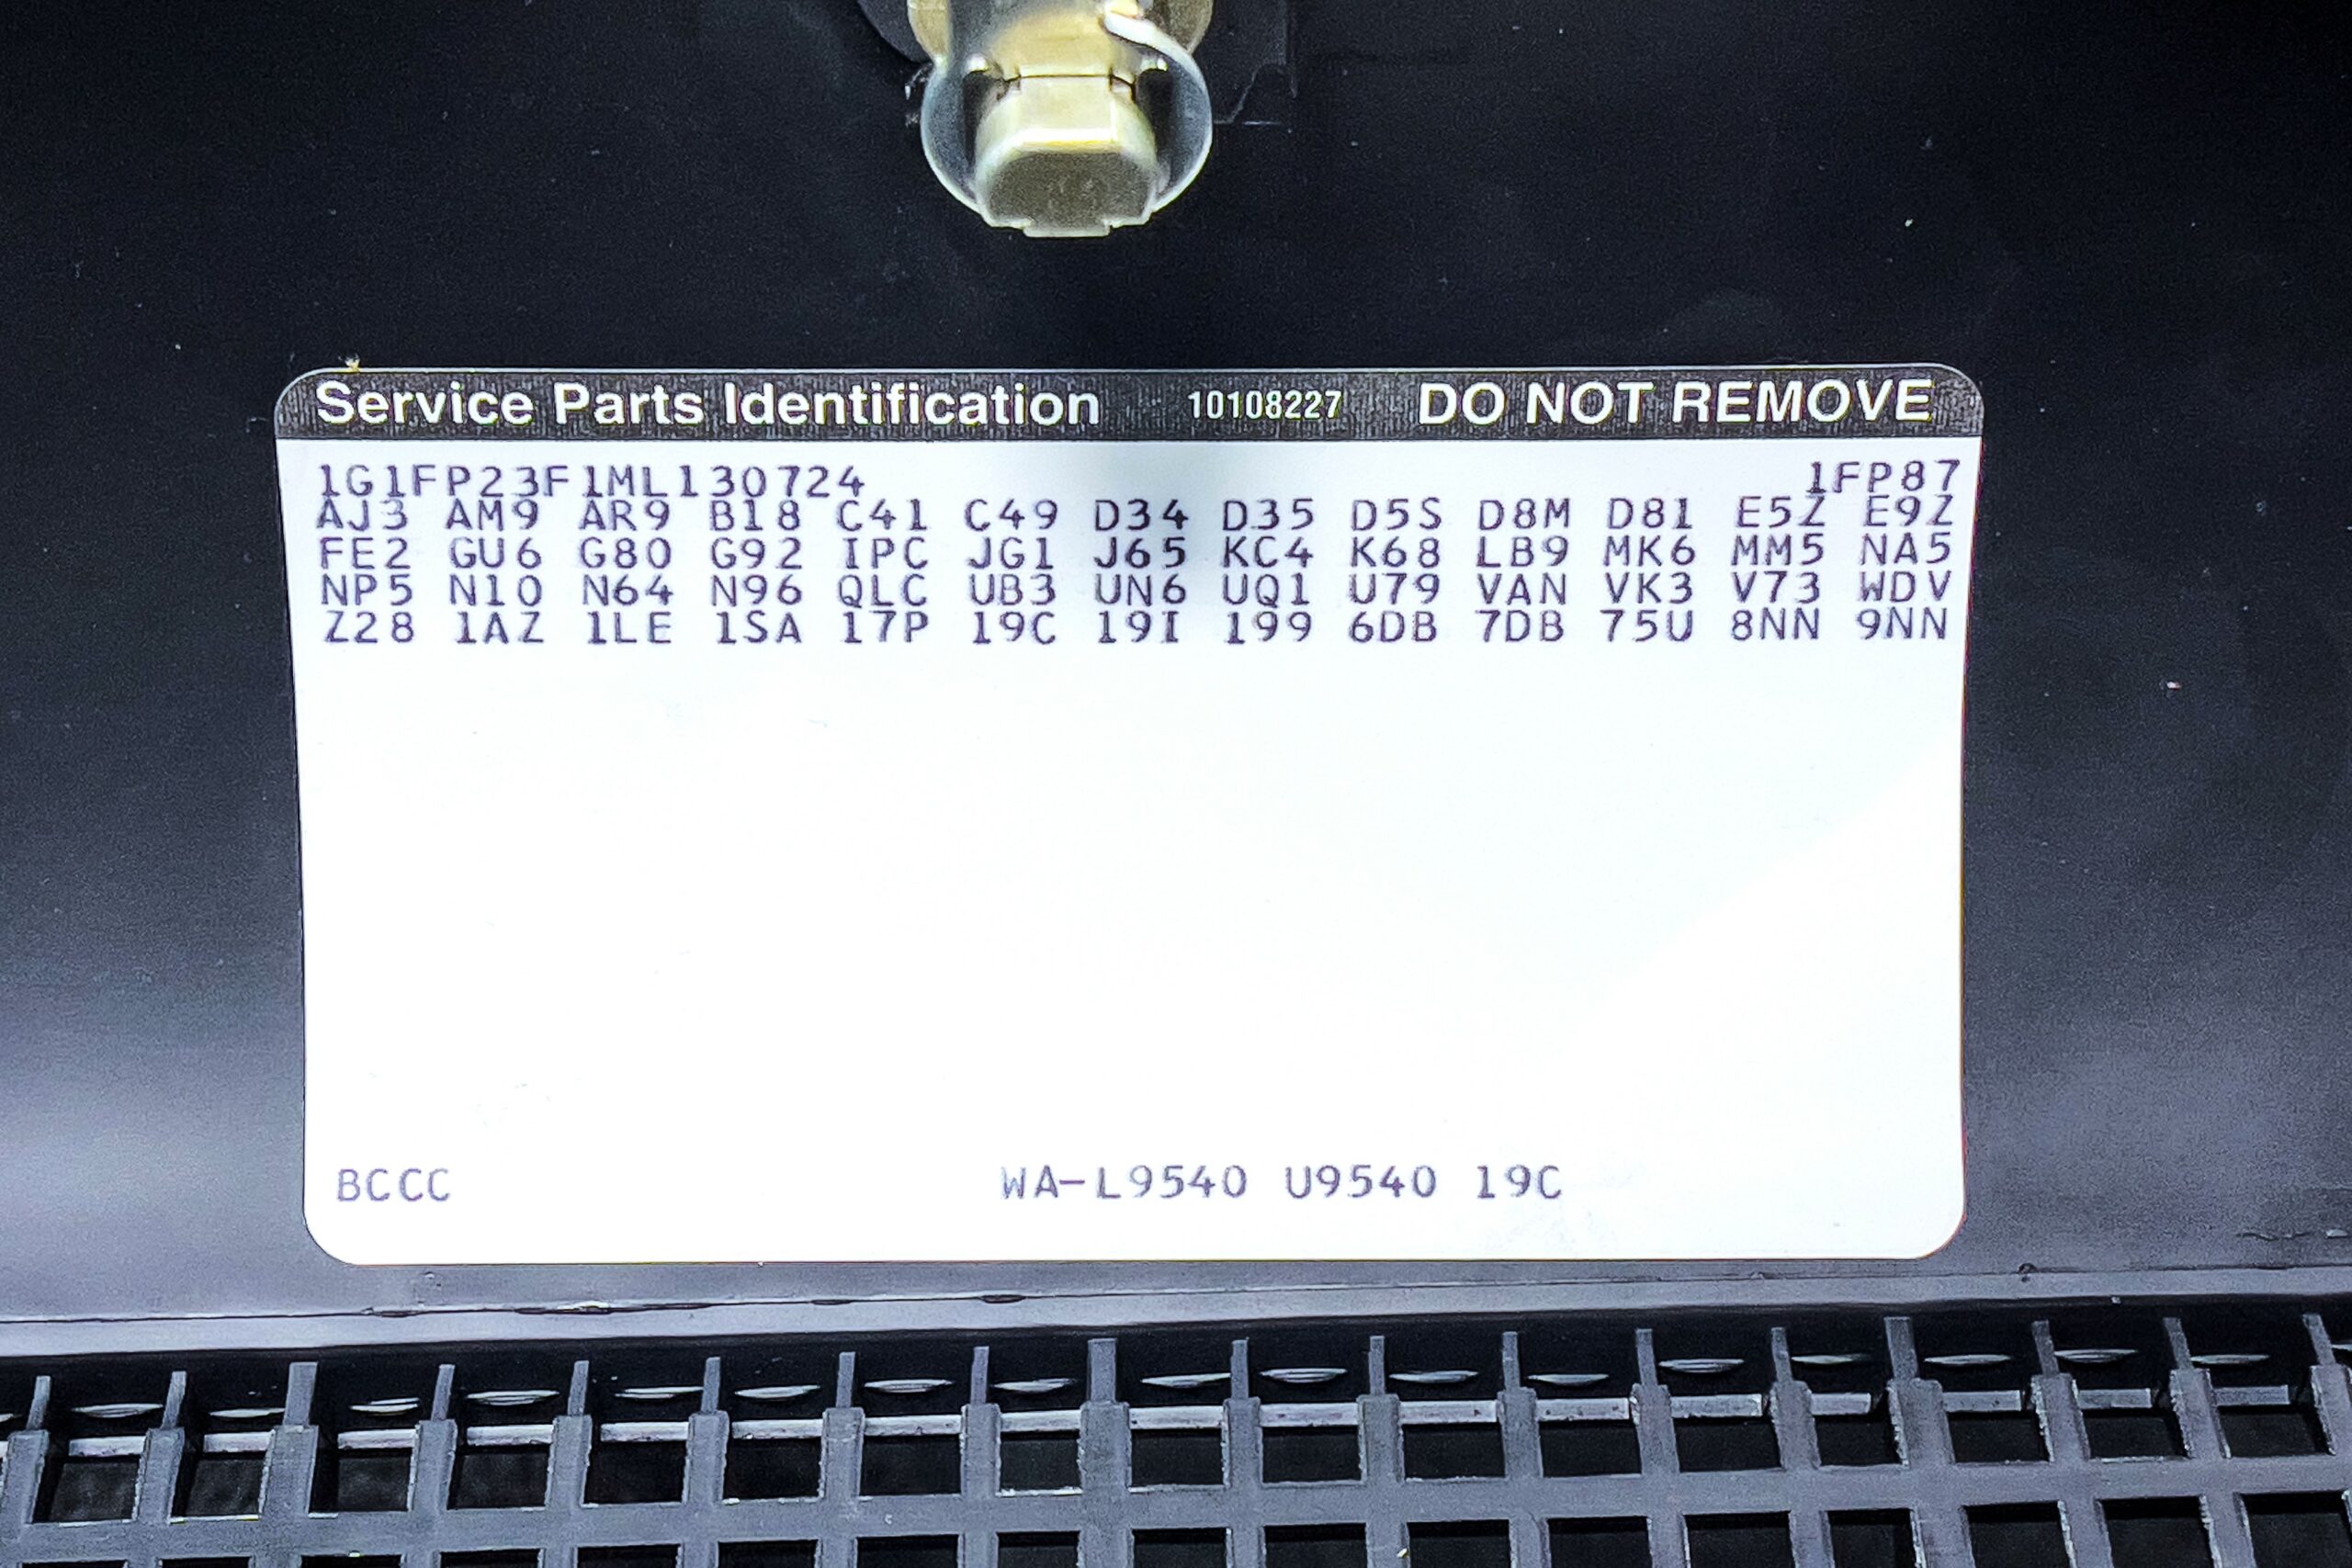 Service Parts Identification 10108227 DO NOT REMOVE
1G1FP23F1ML130724 1FP87
AJ3 AM9 AR9 B18 C41 C49 D34 D35 D5S D8M D81 E5Z E9Z
FE2 GU6 G80 G92 IPC JG1 J65 KC4 K68 LB9 MK6 MM5 NA5
NP5 N10 N64 N96 QLC UB3 UN6 UQ1 U79 VAN VK3 V73 WDV
Z28 1AZ 1LE 1SA 17P 19C 19I 199 6DB 7DB 75U 8NN 9NN
BCCC WA-L9540 U9540 19C